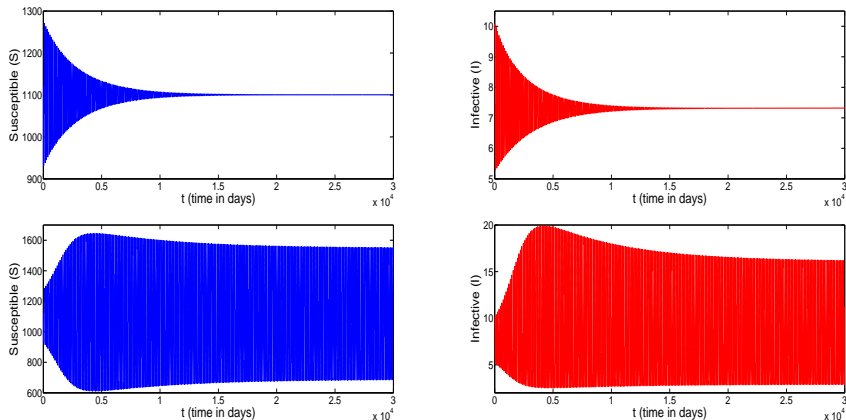 1300
1200
1100
1000
900
Susceptible (S)
0 0.5 1 1.5 2 2.5 3
t (time in days)
x 10^4
10
9
8
7
6
5
Infective (I)
0 0.5 1 1.5 2 2.5 3
t (time in days)
x 10^4
1600
1400
1200
1000
800
600
Susceptible (S)
0 0.5 1 1.5 2 2.5 3
t (time in days)
x 10^4
20
15
10
5
Infective (I)
0 0.5 1 1.5 2 2.5 3
t (time in days)
x 10^4